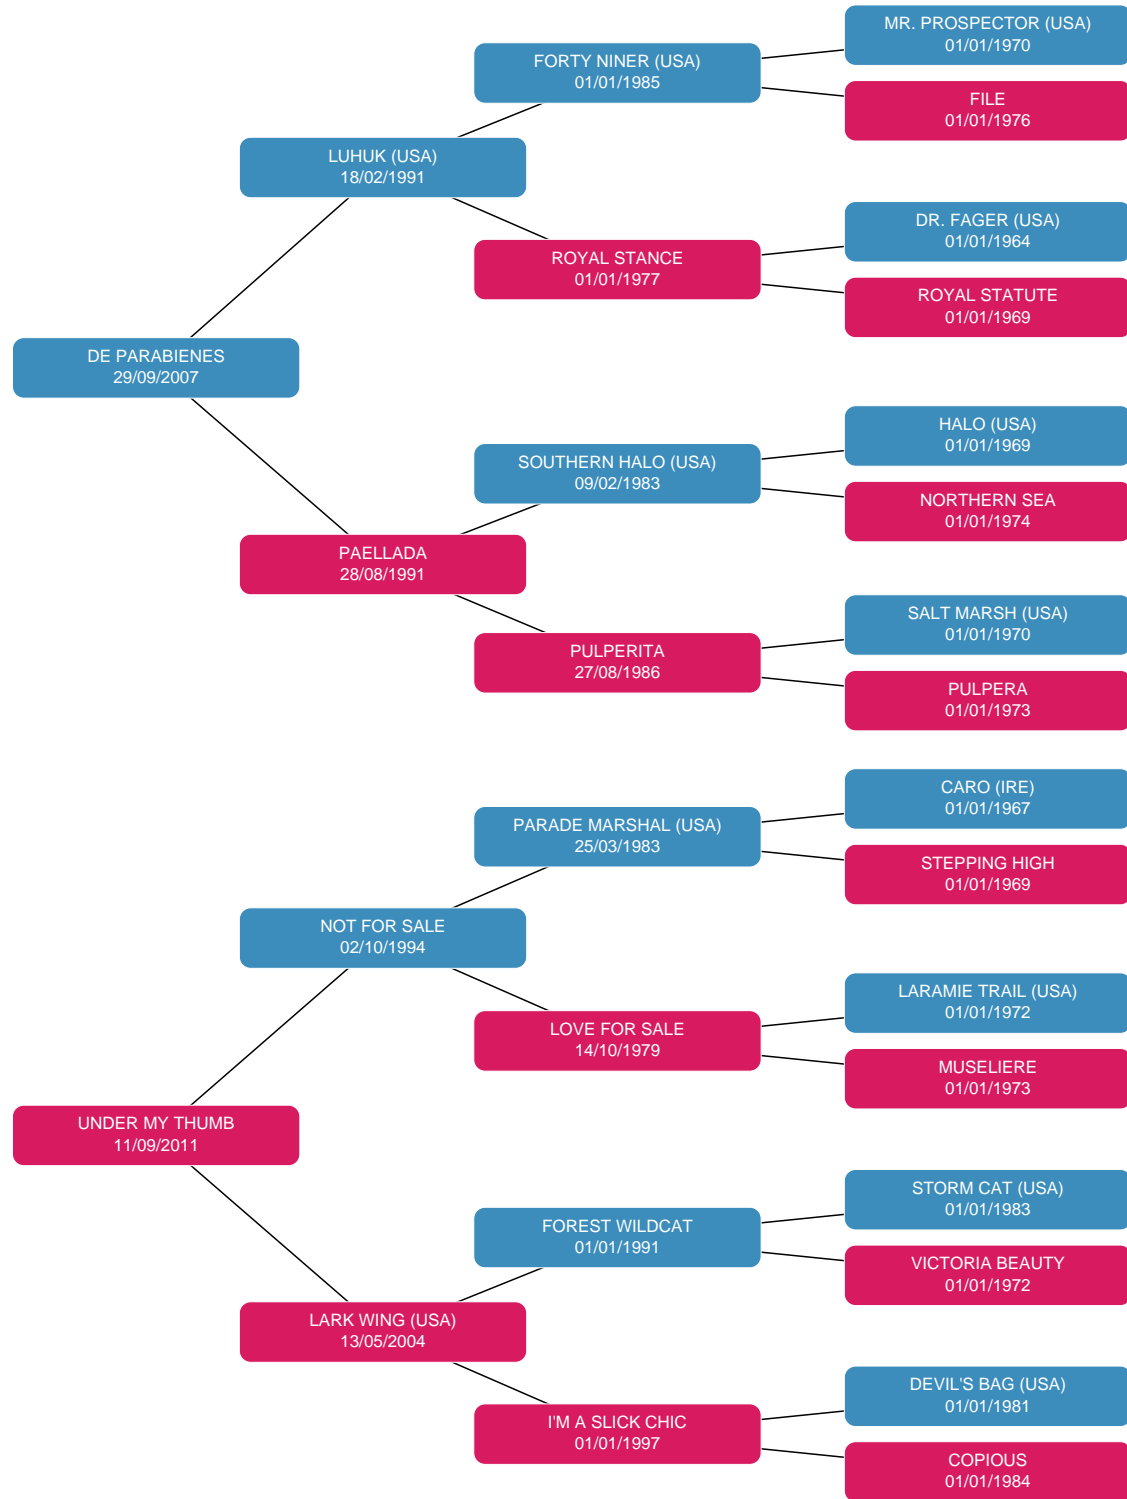 MR. PROSPECTOR (USA)
01/01/1970
FORTY NINER (USA)
01/01/1985
FILE
01/01/1976
LUHUK (USA)
18/02/1991
DR. FAGER (USA)
01/01/1964
ROYAL STANCE
01/01/1977
ROYAL STATUTE
01/01/1969
DE PARABIENES
29/09/2007
HALO (USA)
01/01/1969
SOUTHERN HALO (USA)
09/02/1983
NORTHERN SEA
01/01/1974
PAELLADA
28/08/1991
SALT MARSH (USA)
01/01/1970
PULPERITA
27/08/1986
PULPERA
01/01/1973
CARO (IRE)
01/01/1967
PARADE MARSHAL (USA)
25/03/1983
STEPPING HIGH
01/01/1969
NOT FOR SALE
02/10/1994
LARAMIE TRAIL (USA)
01/01/1972
LOVE FOR SALE
14/10/1979
MUSELIERE
01/01/1973
UNDER MY THUMB
11/09/2011
STORM CAT (USA)
01/01/1983
FOREST WILDCAT
01/01/1991
VICTORIA BEAUTY
01/01/1972
LARK WING (USA)
13/05/2004
DEVIL'S BAG (USA)
01/01/1981
I'M A SLICK CHIC
01/01/1997
COPIOUS
01/01/1984